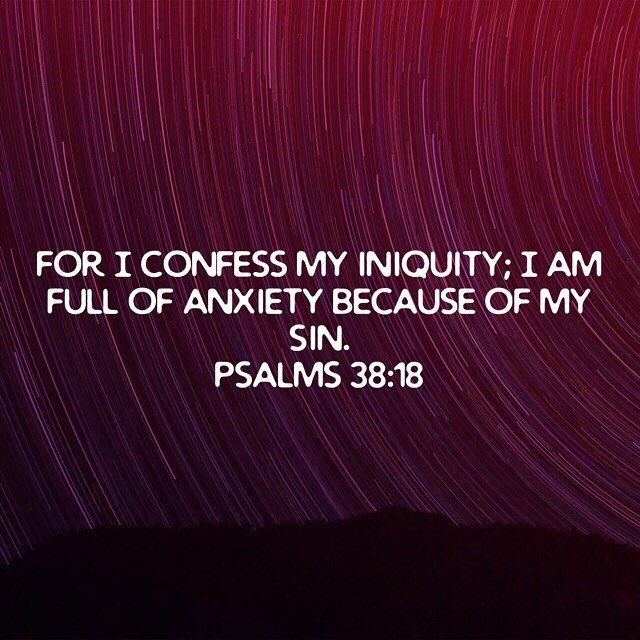 FOR I CONFESS MY INIQUITY; I AM
FULL OF ANXIETY BECAUSE OF MY
SIN.
PSALMS 38:18